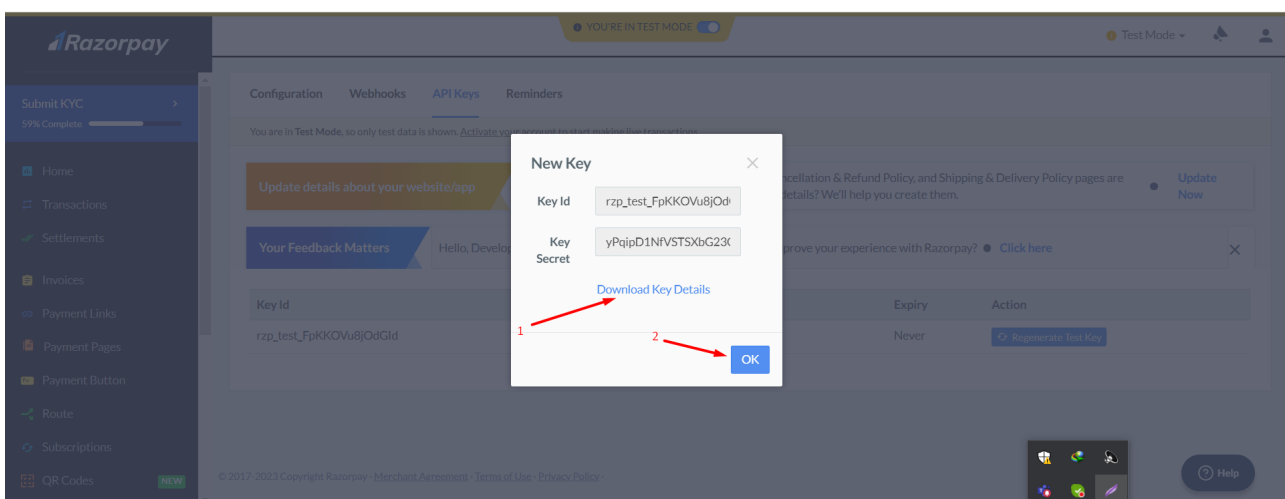 YOU'RE IN TEST MODE
Razorpay
Test Mode
Submit KYC
59% Complete
Configuration Webhooks API Keys Reminders
You are in Test Mode, so only test data is shown. Activate your account to start making live transactions
New Key
Home
Update details about your website/app
ncellation & Refund Policy, and Shipping & Delivery Policy pages are
details? We'll help you create them.
Update
Now
Key Id rzp_test_FpKKOVu8jOd
Transactions
Settlements
Key
Secret
yPqipD1NfVSTSXbG23
Your Feedback Matters
Hello, Develop
prove your experience with Razorpay? Click here
Invoices
Download Key Details
Key Id Expiry Action
Payment Links
1
rzp_test_FpKKOVu8jOdGId Never Regenerate Test Key
2
Payment Pages
OK
Payment Button
Route
Subscriptions
QR Codes NEW
© 2017-2023 Copyright Razorpay · Merchant Agreement · Terms of Use · Privacy Policy ·
Help